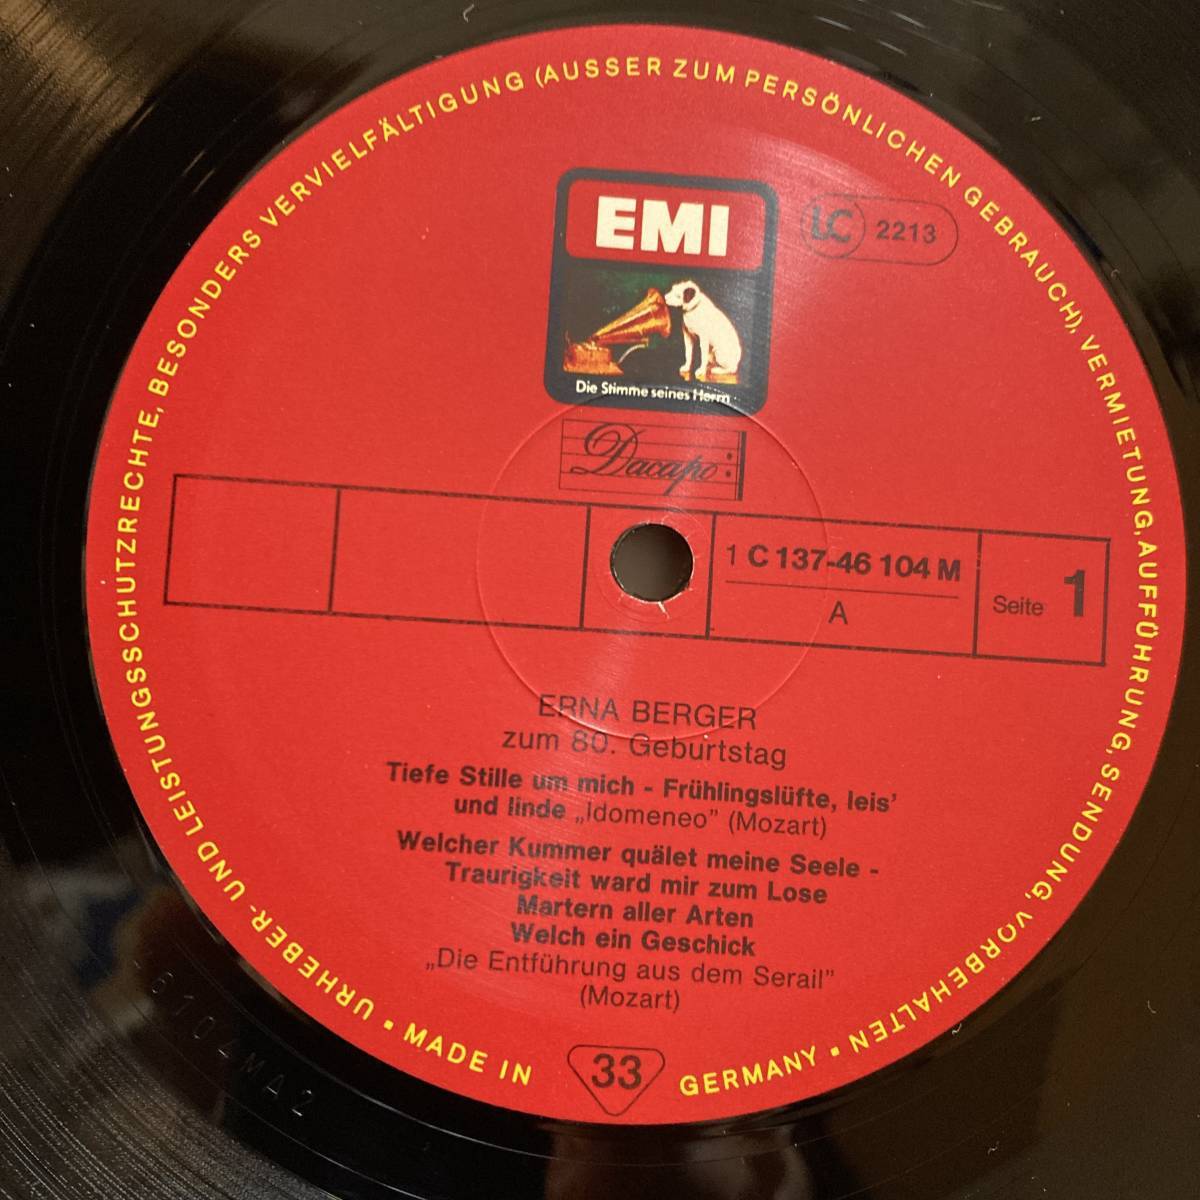 URHEBER- UND LEISTUNGSSCHUTZRECHTE, BESONDERS VERVIELFÄLTIGUNG (AUSSER ZUM PERSÖNLICHEN GEBRAUCH), VERMIETUNG, AUFFÜHRUNG, SENDUNG, VORBEHALTEN • MADE IN GERMANY •
EMI
LC 2213
Die Stimme seines Herrn
Dacapo
1 C 137-46 104 M
A
Seite 1
ERNA BERGER
zum 80. Geburtstag
Tiefe Stille um mich - Frühlingslüfte, leis'
und linde „Idomeneo” (Mozart)
Welcher Kummer quälet meine Seele -
Traurigkeit ward mir zum Lose
Martern aller Arten
Welch ein Geschick
„Die Entführung aus dem Serail”
(Mozart)
33